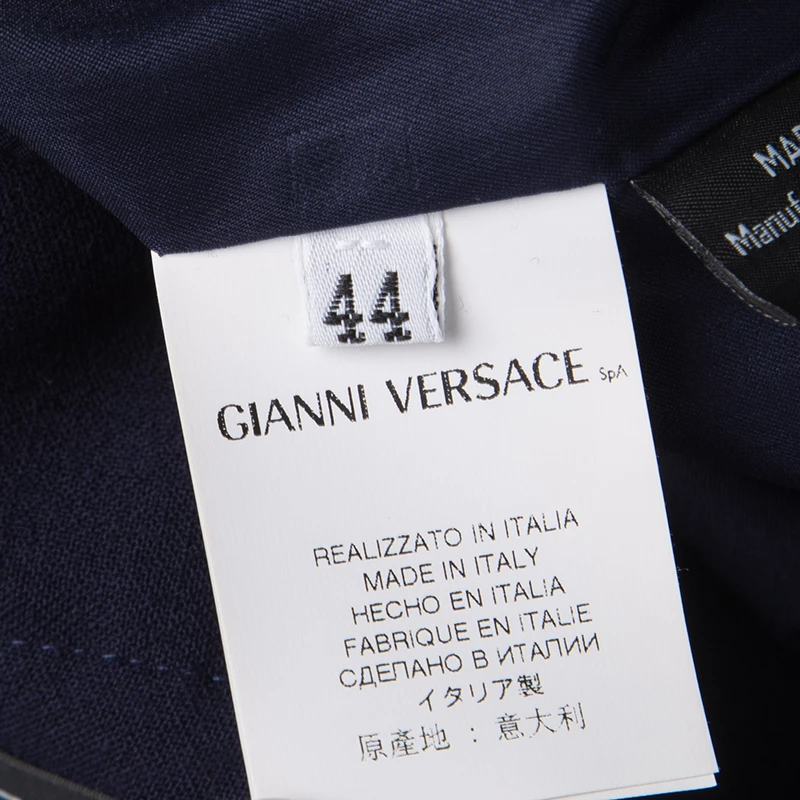 44
GIANNI VERSACE SpA
REALIZZATO IN ITALIA
MADE IN ITALY
HECHO EN ITALIA
FABRIQUE EN ITALIE
СДЕЛАНО В ИТАЛИИ
イタリア製
原產地 : 意大利